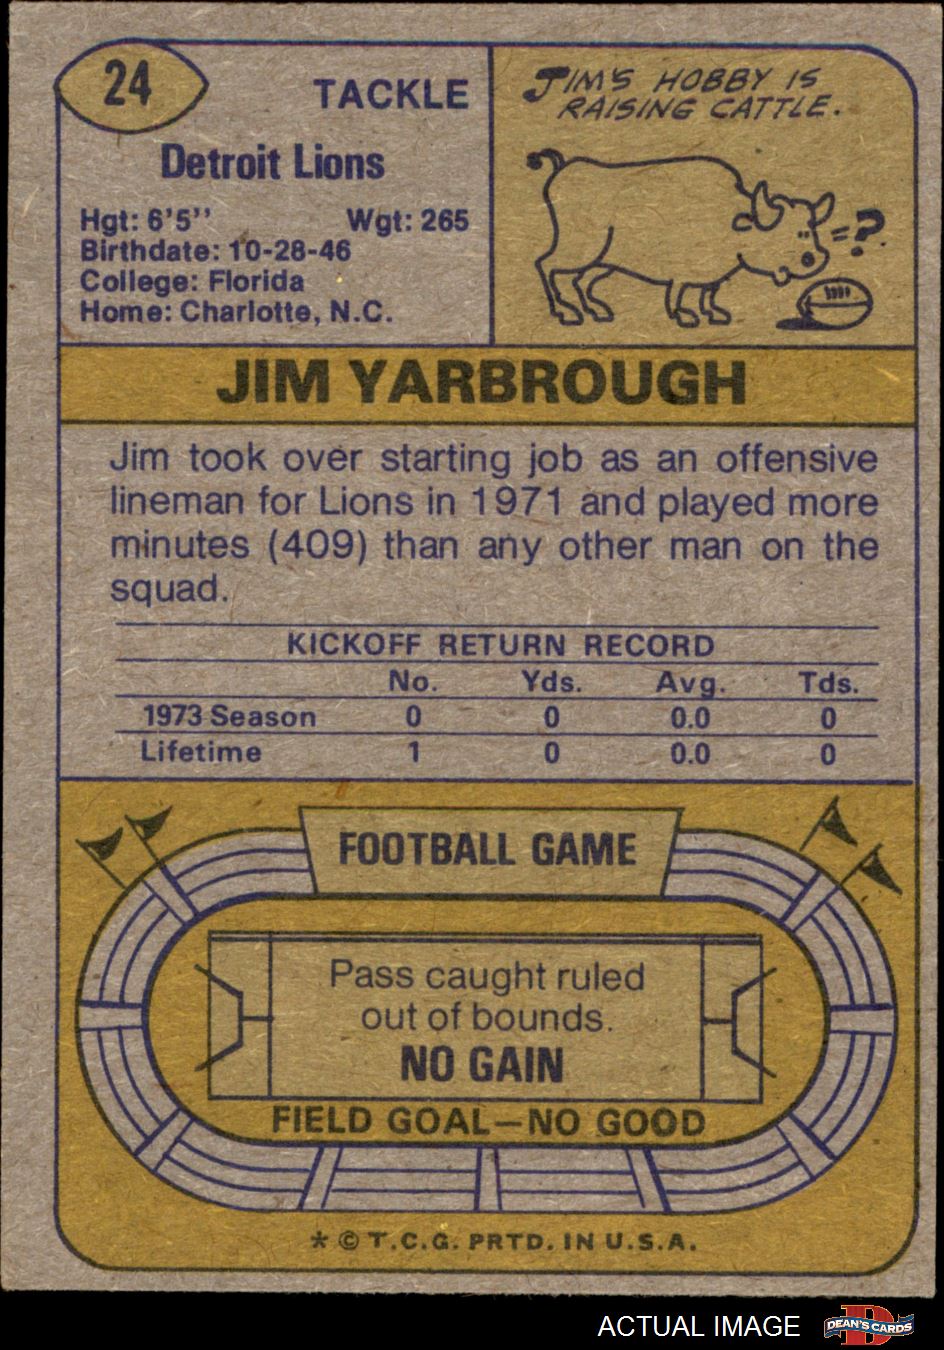 24
TACKLE
Detroit Lions
Hgt: 6'5'' Wgt: 265
Birthdate: 10-28-46
College: Florida
Home: Charlotte, N.C.
JIM'S HOBBY IS
RAISING CATTLE.
=?
JIM YARBROUGH
Jim took over starting job as an offensive
lineman for Lions in 1971 and played more
minutes (409) than any other man on the
squad.
KICKOFF RETURN RECORD
No. Yds. Avg. Tds.
1973 Season 0 0 0.0 0
Lifetime 1 0 0.0 0
FOOTBALL GAME
Pass caught ruled
out of bounds.
NO GAIN
FIELD GOAL—NO GOOD
* © T.C.G. PRTD. IN U.S.A.
ACTUAL IMAGE
D
DEAN'S CARDS